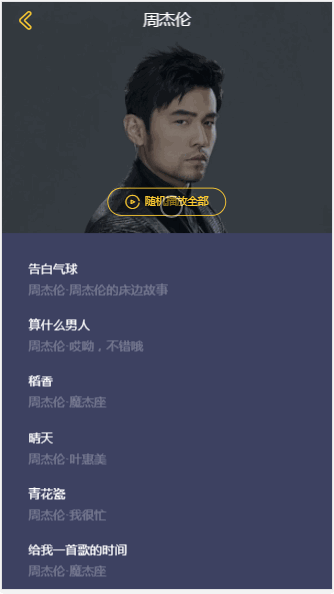 周杰伦
随机播放全部
告白气球
周杰伦·周杰伦的床边故事
算什么男人
周杰伦·哎呦，不错哦
稻香
周杰伦·魔杰座
晴天
周杰伦·叶惠美
青花瓷
周杰伦·我很忙
给我一首歌的时间
周杰伦·魔杰座